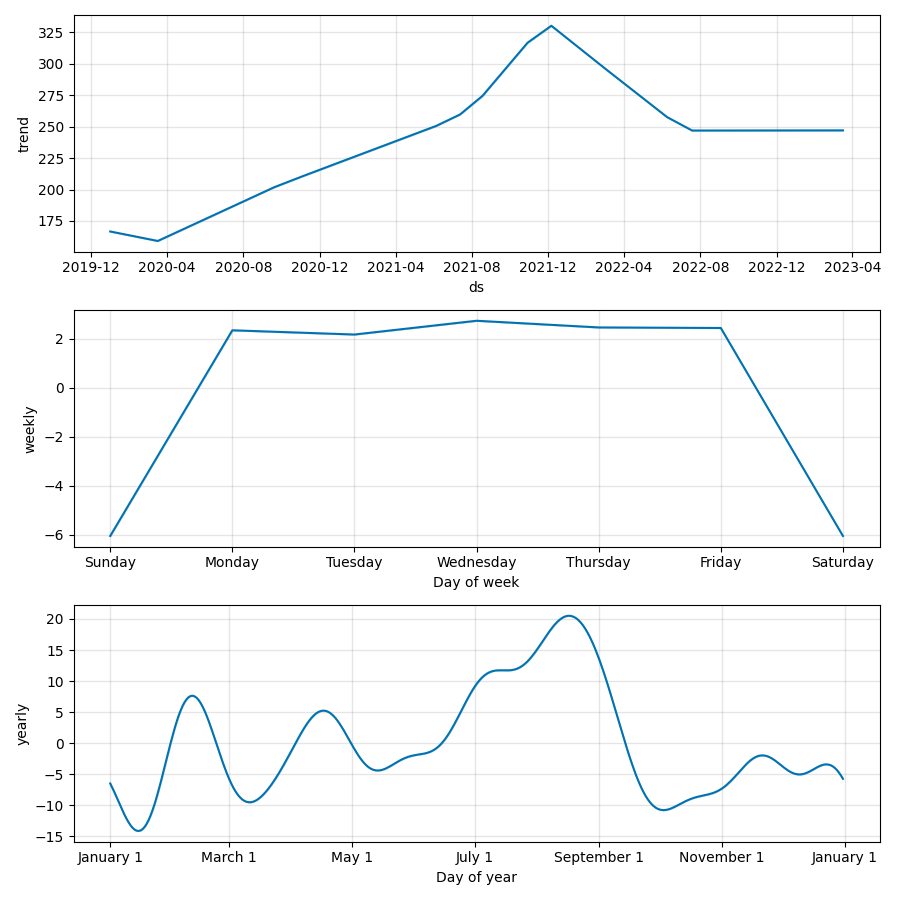 325
300
275
250
225
200
175
trend
2019-12 2020-04 2020-08 2020-12 2021-04 2021-08 2021-12 2022-04 2022-08 2022-12 2023-04
ds
2
0
−2
−4
−6
weekly
Sunday Monday Tuesday Wednesday Thursday Friday Saturday
Day of week
20
15
10
5
0
−5
−10
−15
yearly
January 1 March 1 May 1 July 1 September 1 November 1 January 1
Day of year